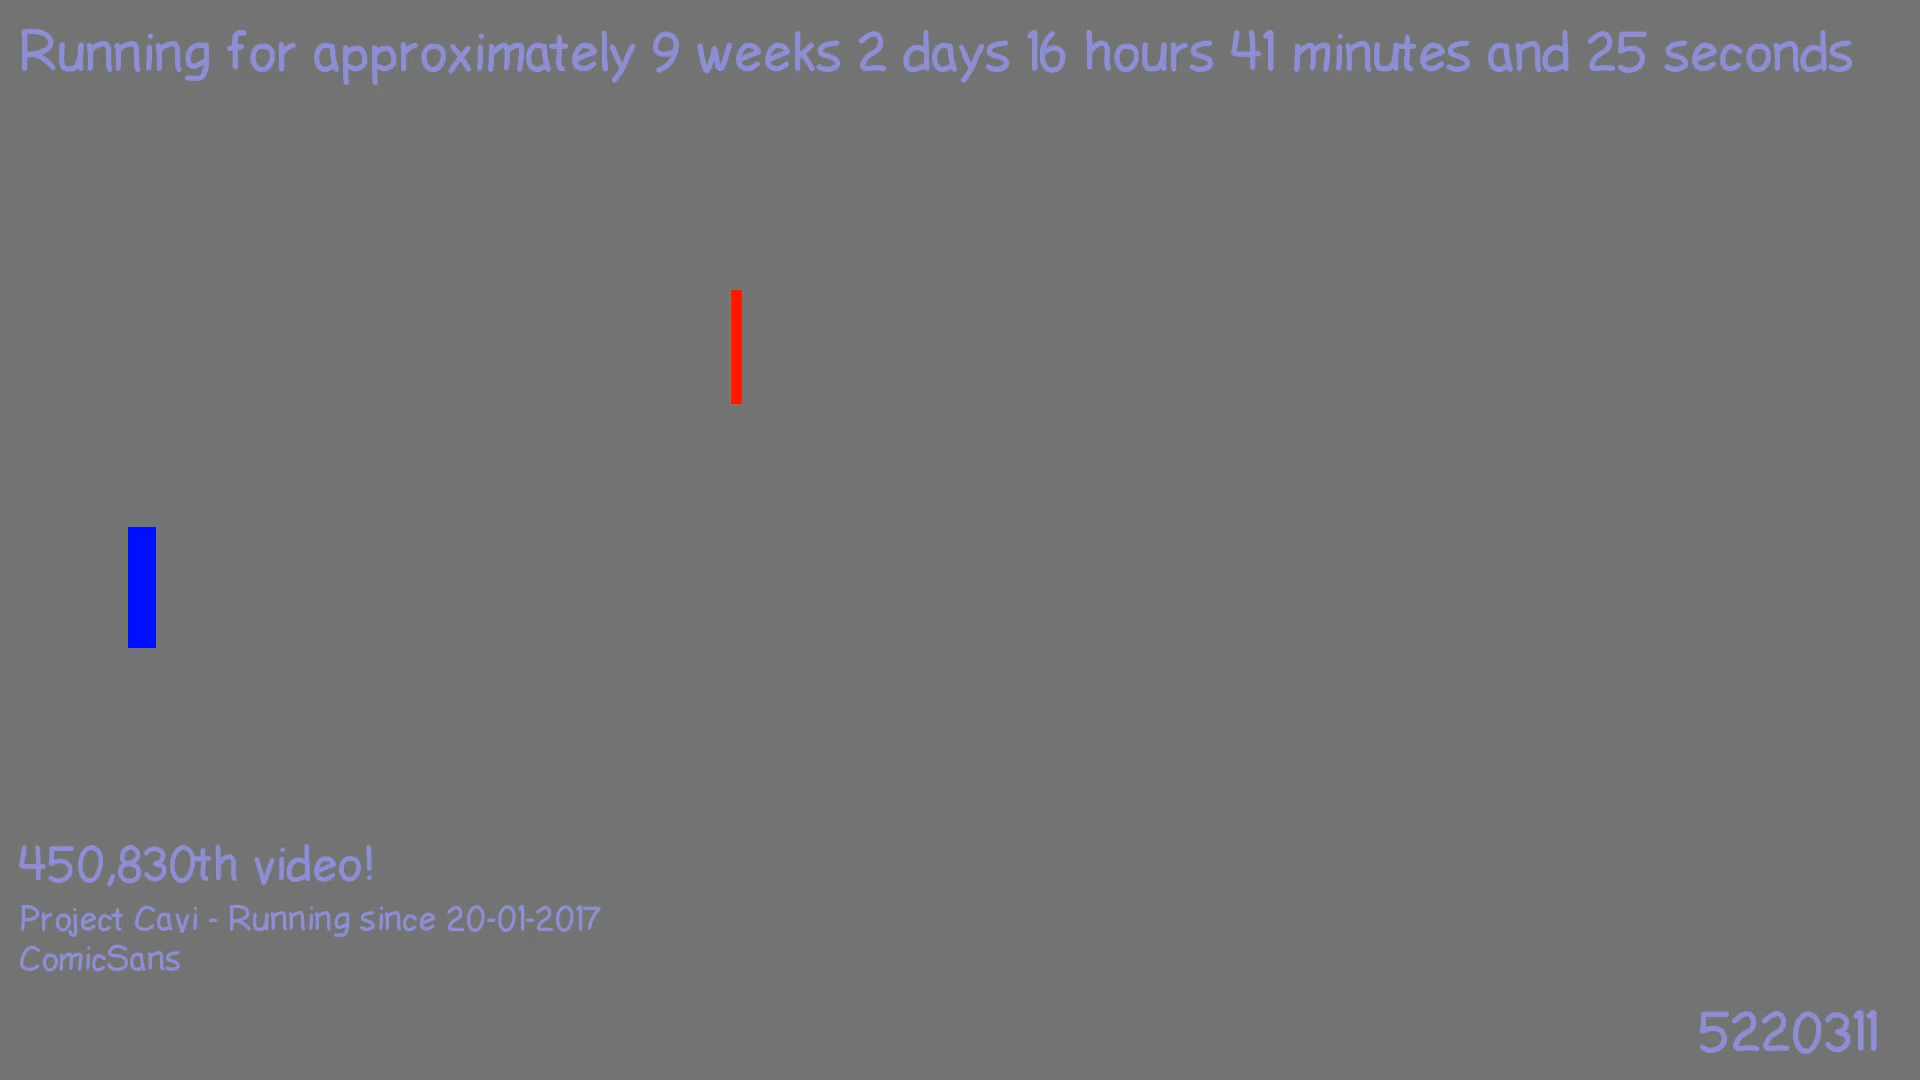 Running for approximately 9 weeks 2 days 16 hours 41 minutes and 25 seconds
450,830th video!
Project Cavi - Running since 20-01-2017
ComicSans
5220311